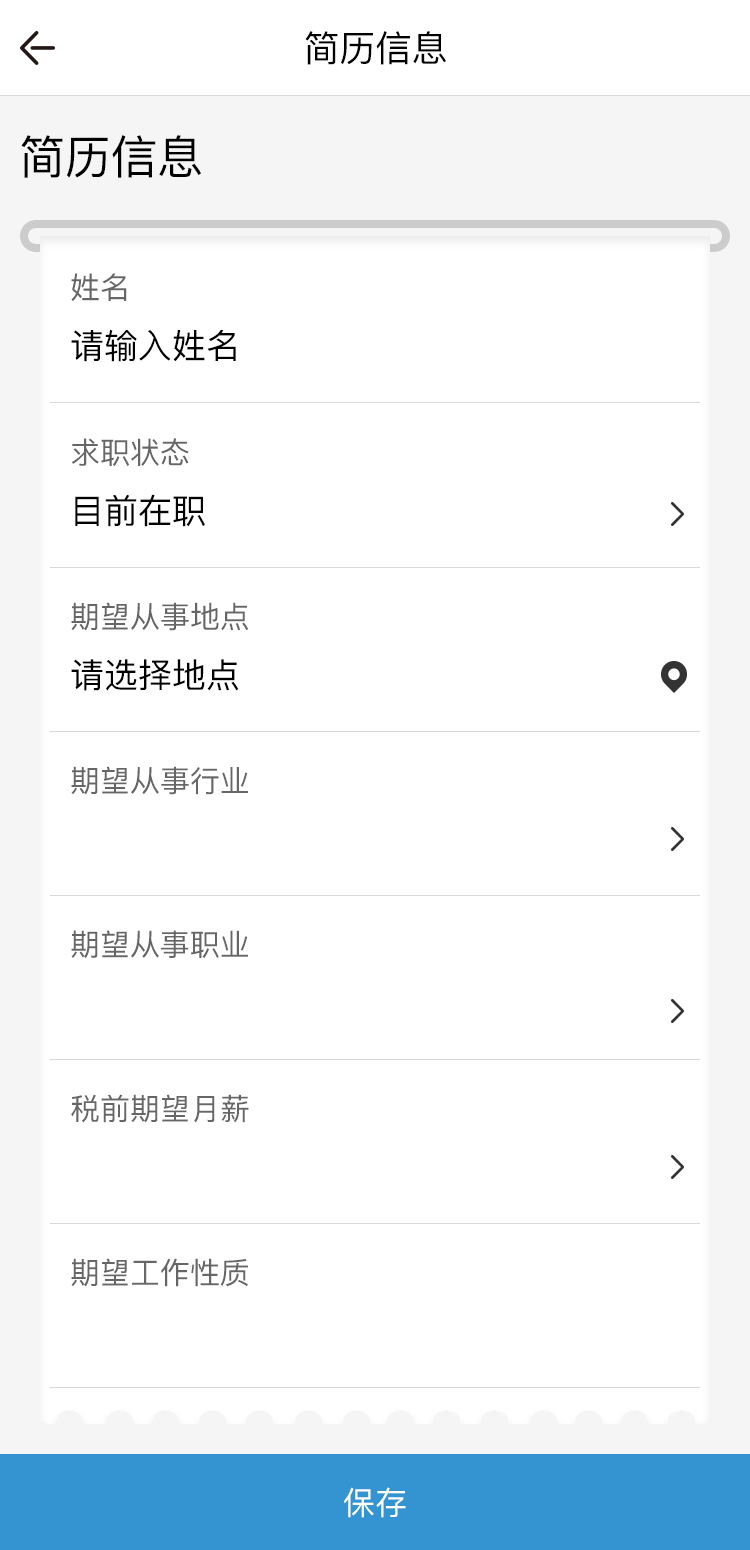 简历信息
简历信息
姓名
请输入姓名
求职状态
目前在职
期望从事地点
请选择地点
期望从事行业
期望从事职业
税前期望月薪
期望工作性质
保存